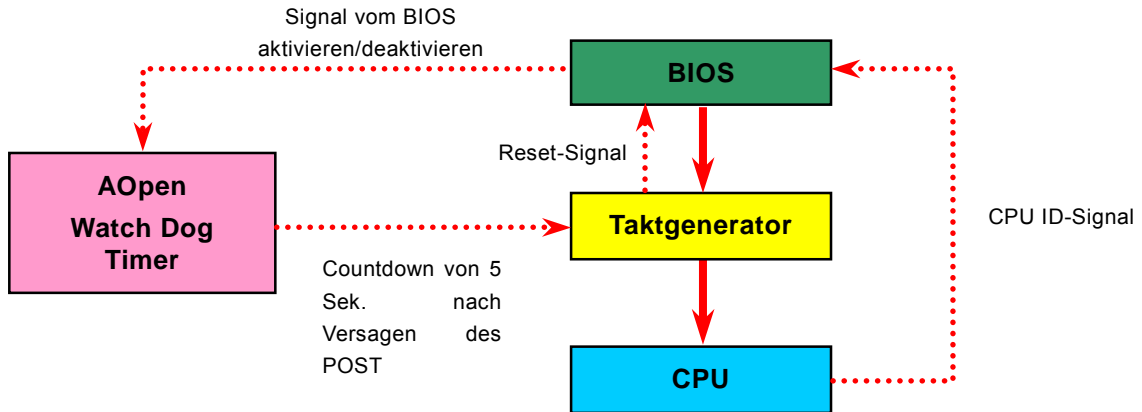 Signal vom BIOS
aktivieren/deaktivieren
BIOS
Reset-Signal
AOpen
Watch Dog
Timer
Taktgenerator
CPU ID-Signal
Countdown von 5
Sek. nach
Versagen des
POST
CPU